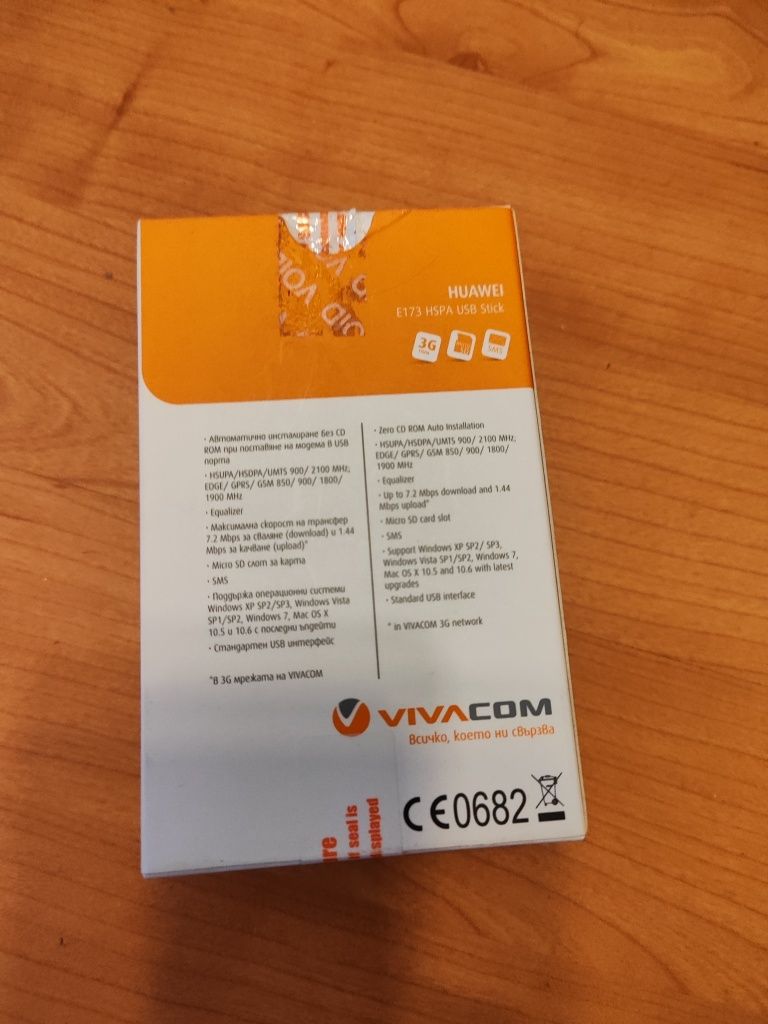 VOID
HUAWEI
E173 HSPA USB Stick
3G
SMS
· Автоматично инсталиране без CD
ROM при поставяне на модема в USB
порта
· HSUPA/HSDPA/UMTS 900/ 2100 MHz;
EDGE/ GPRS/ GSM 850/ 900/ 1800/
1900 MHz
· Equalizer
· Максимална скорост на трансфер
7.2 Mbps за сваляне (download) и 1.44
Mbps за качване (upload)*
· Micro SD слот за карта
· SMS
· Поддържа операционни системи
Windows XP SP2/SP3, Windows Vista
SP1/SP2, Windows 7, Mac OS X
10.5 и 10.6 с последни ъпдейти
· Стандартен USB интерфейс
*В 3G мрежата на VIVACOM
· Zero CD ROM Auto Installation
· HSUPA/HSDPA/UMTS 900/ 2100 MHz;
EDGE/ GPRS/ GSM 850/ 900/ 1800/
1900 MHz
· Equalizer
· Up to 7.2 Mbps download and 1.44
Mbps upload*
· Micro SD card slot
· SMS
· Support Windows XP SP2/ SP3,
Windows Vista SP1/SP2, Windows 7,
Mac OS X 10.5 and 10.6 with latest
upgrades
· Standard USB interface
* in VIVACOM 3G network
VIVACOM
Всичко, което ни свързва
CE0682
re
f seal is
splayed